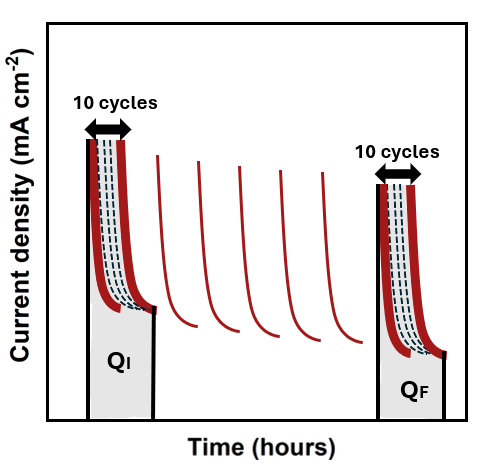 10 cycles
10 cycles
Current density (mA cm⁻²)
QI
QF
Time (hours)